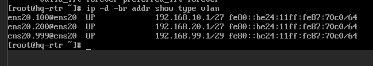 [root@hq-rtr ~]# ip -d -br addr show type vlan
ens20.100@ens20 UP 192.168.10.1/27 fe80::be24:11ff:fe87:70c0/64
ens20.200@ens20 UP 192.168.20.1/27 fe80::be24:11ff:fe87:70c0/64
ens20.999@ens20 UP 192.168.99.1/29 fe80::be24:11ff:fe87:70c0/64
[root@hq-rtr ~]#